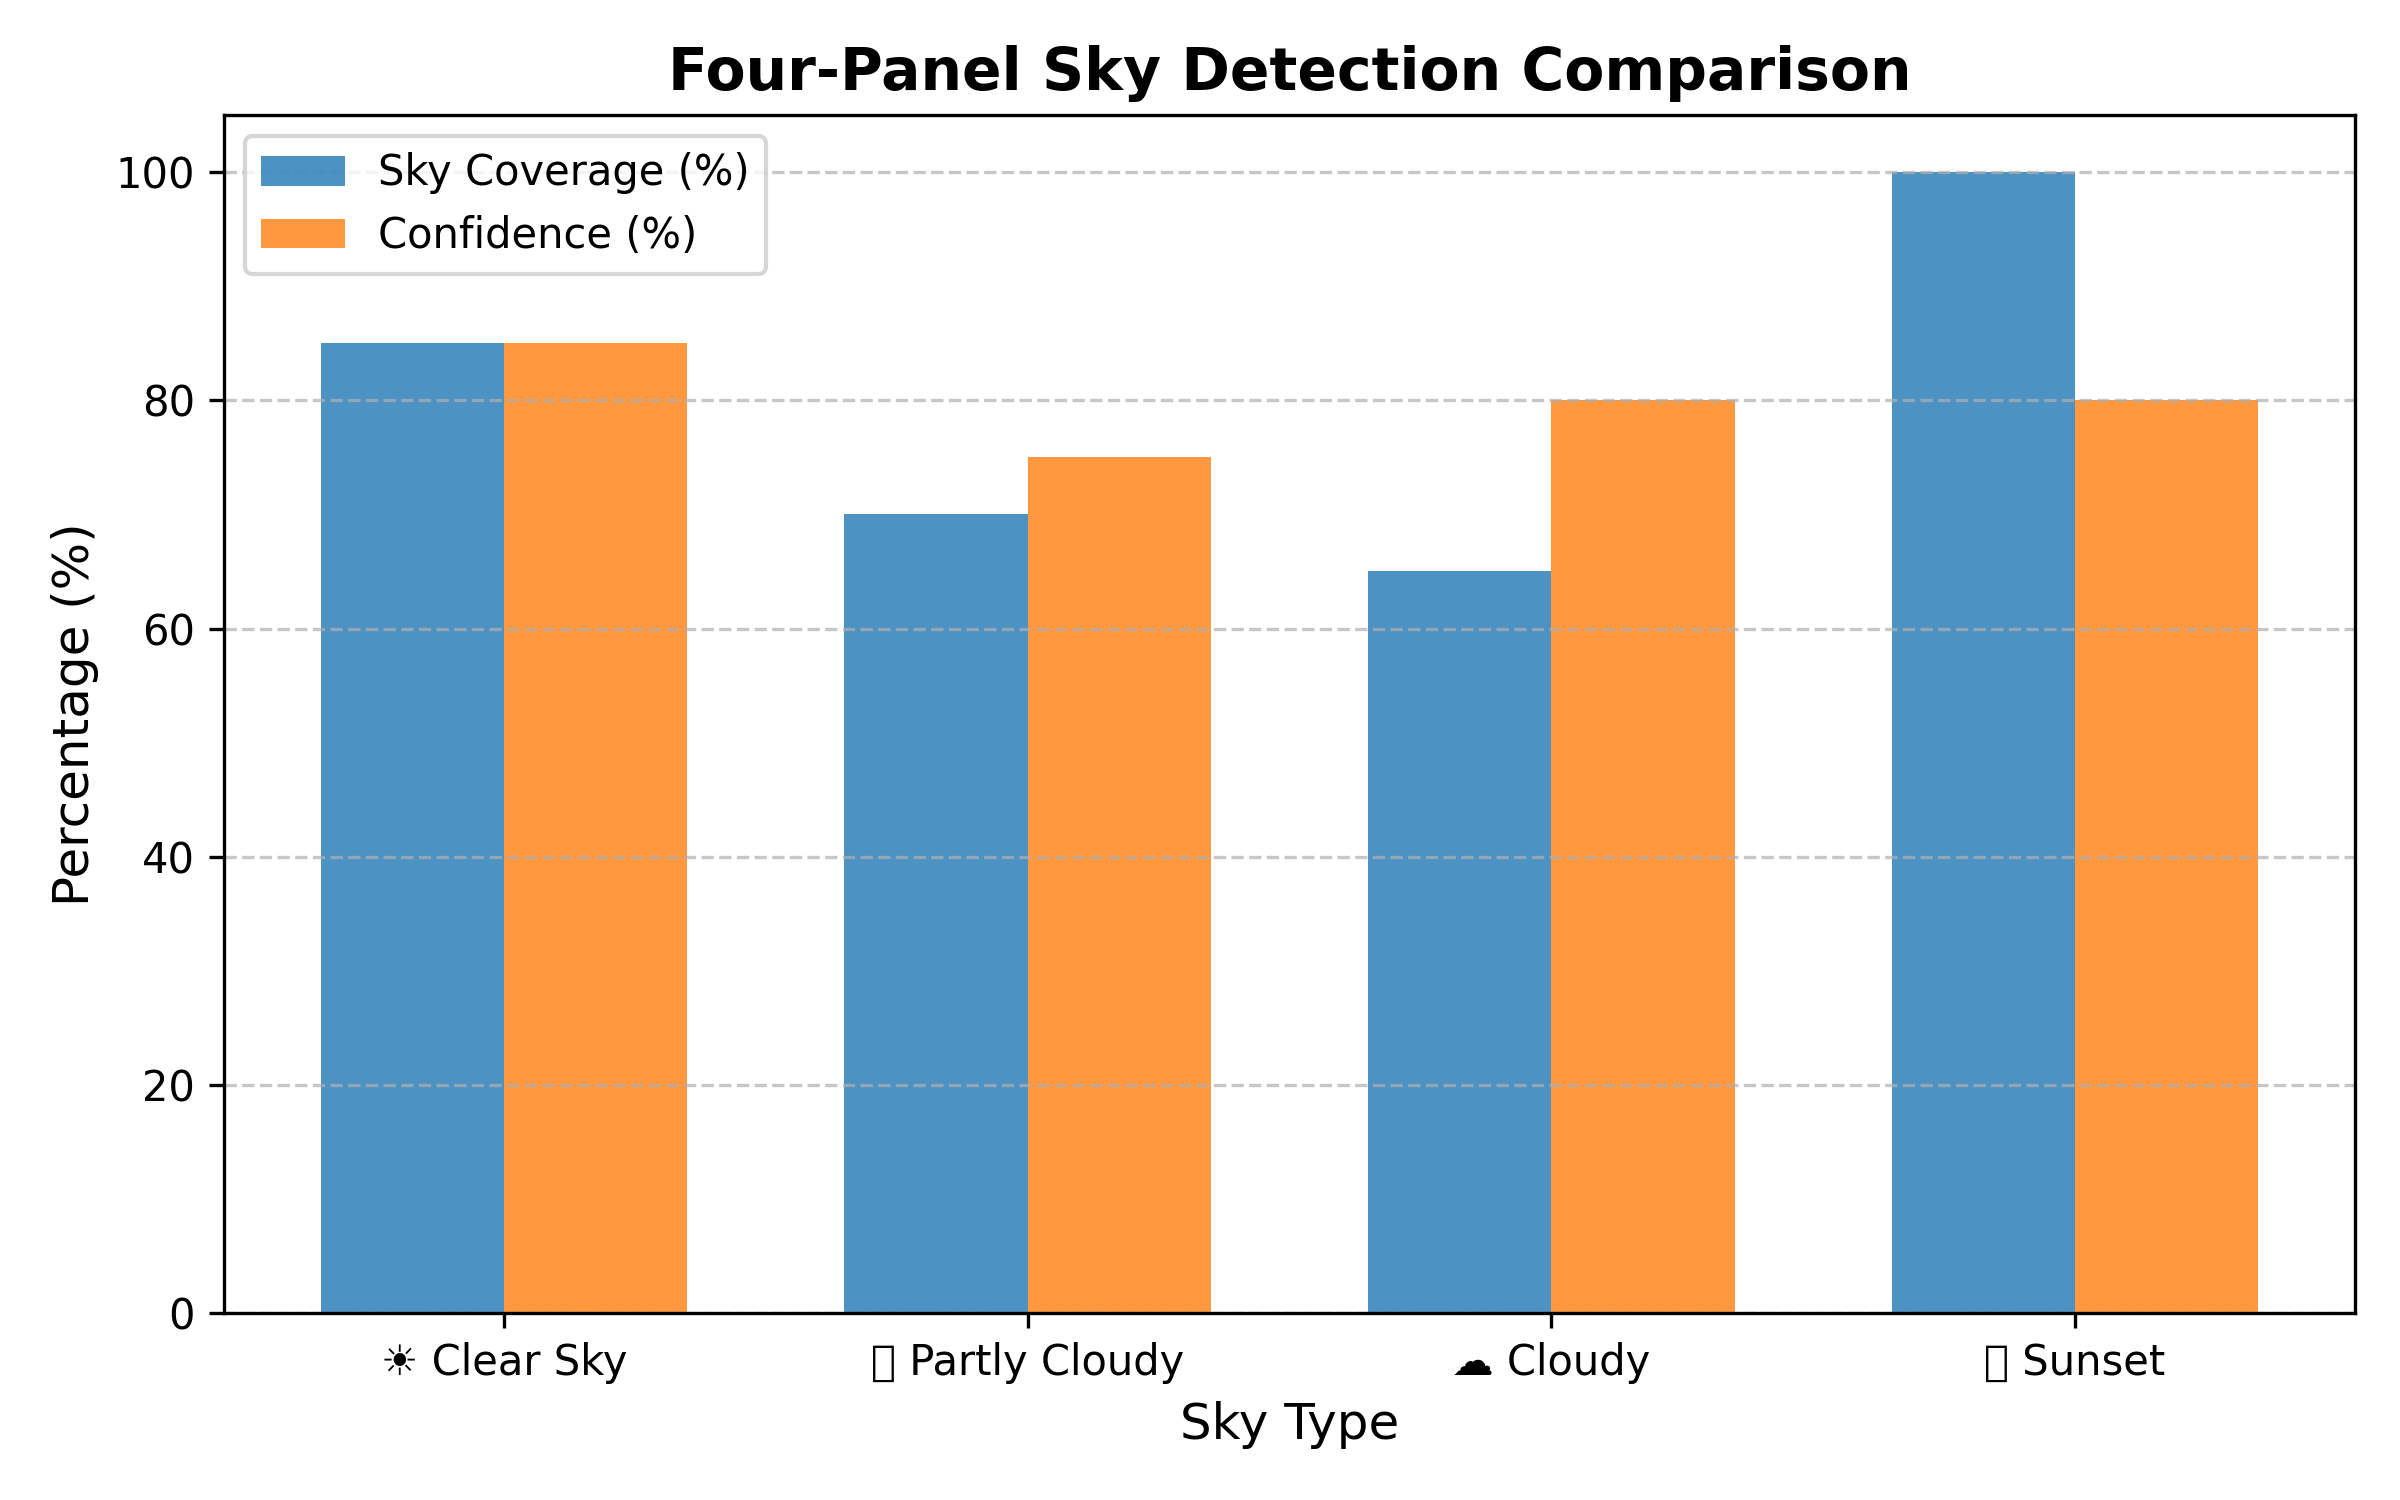 Four-Panel Sky Detection Comparison
Sky Coverage (%)
Confidence (%)
100
80
60
40
20
0
Percentage (%)
☀ Clear Sky
▯ Partly Cloudy
☁ Cloudy
▯ Sunset
Sky Type